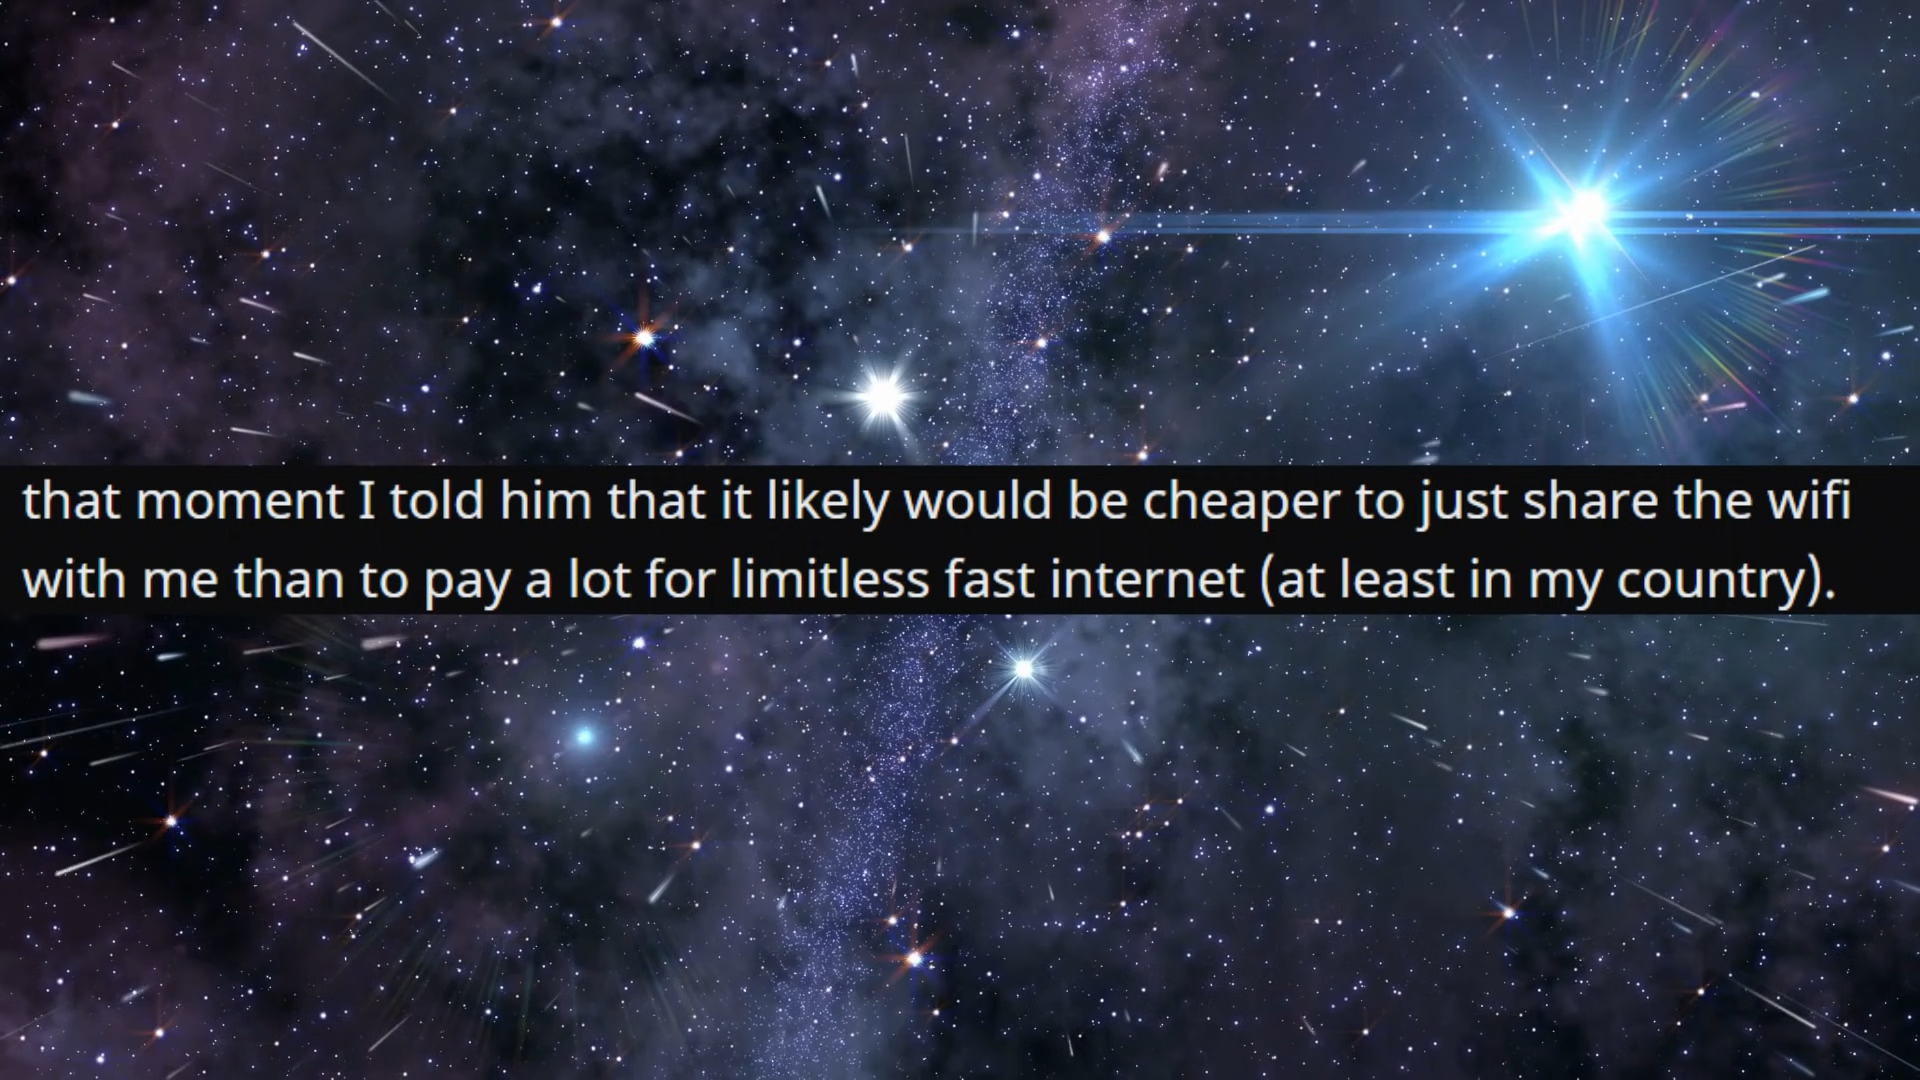 that moment I told him that it likely would be cheaper to just share the wifi
with me than to pay a lot for limitless fast internet (at least in my country).